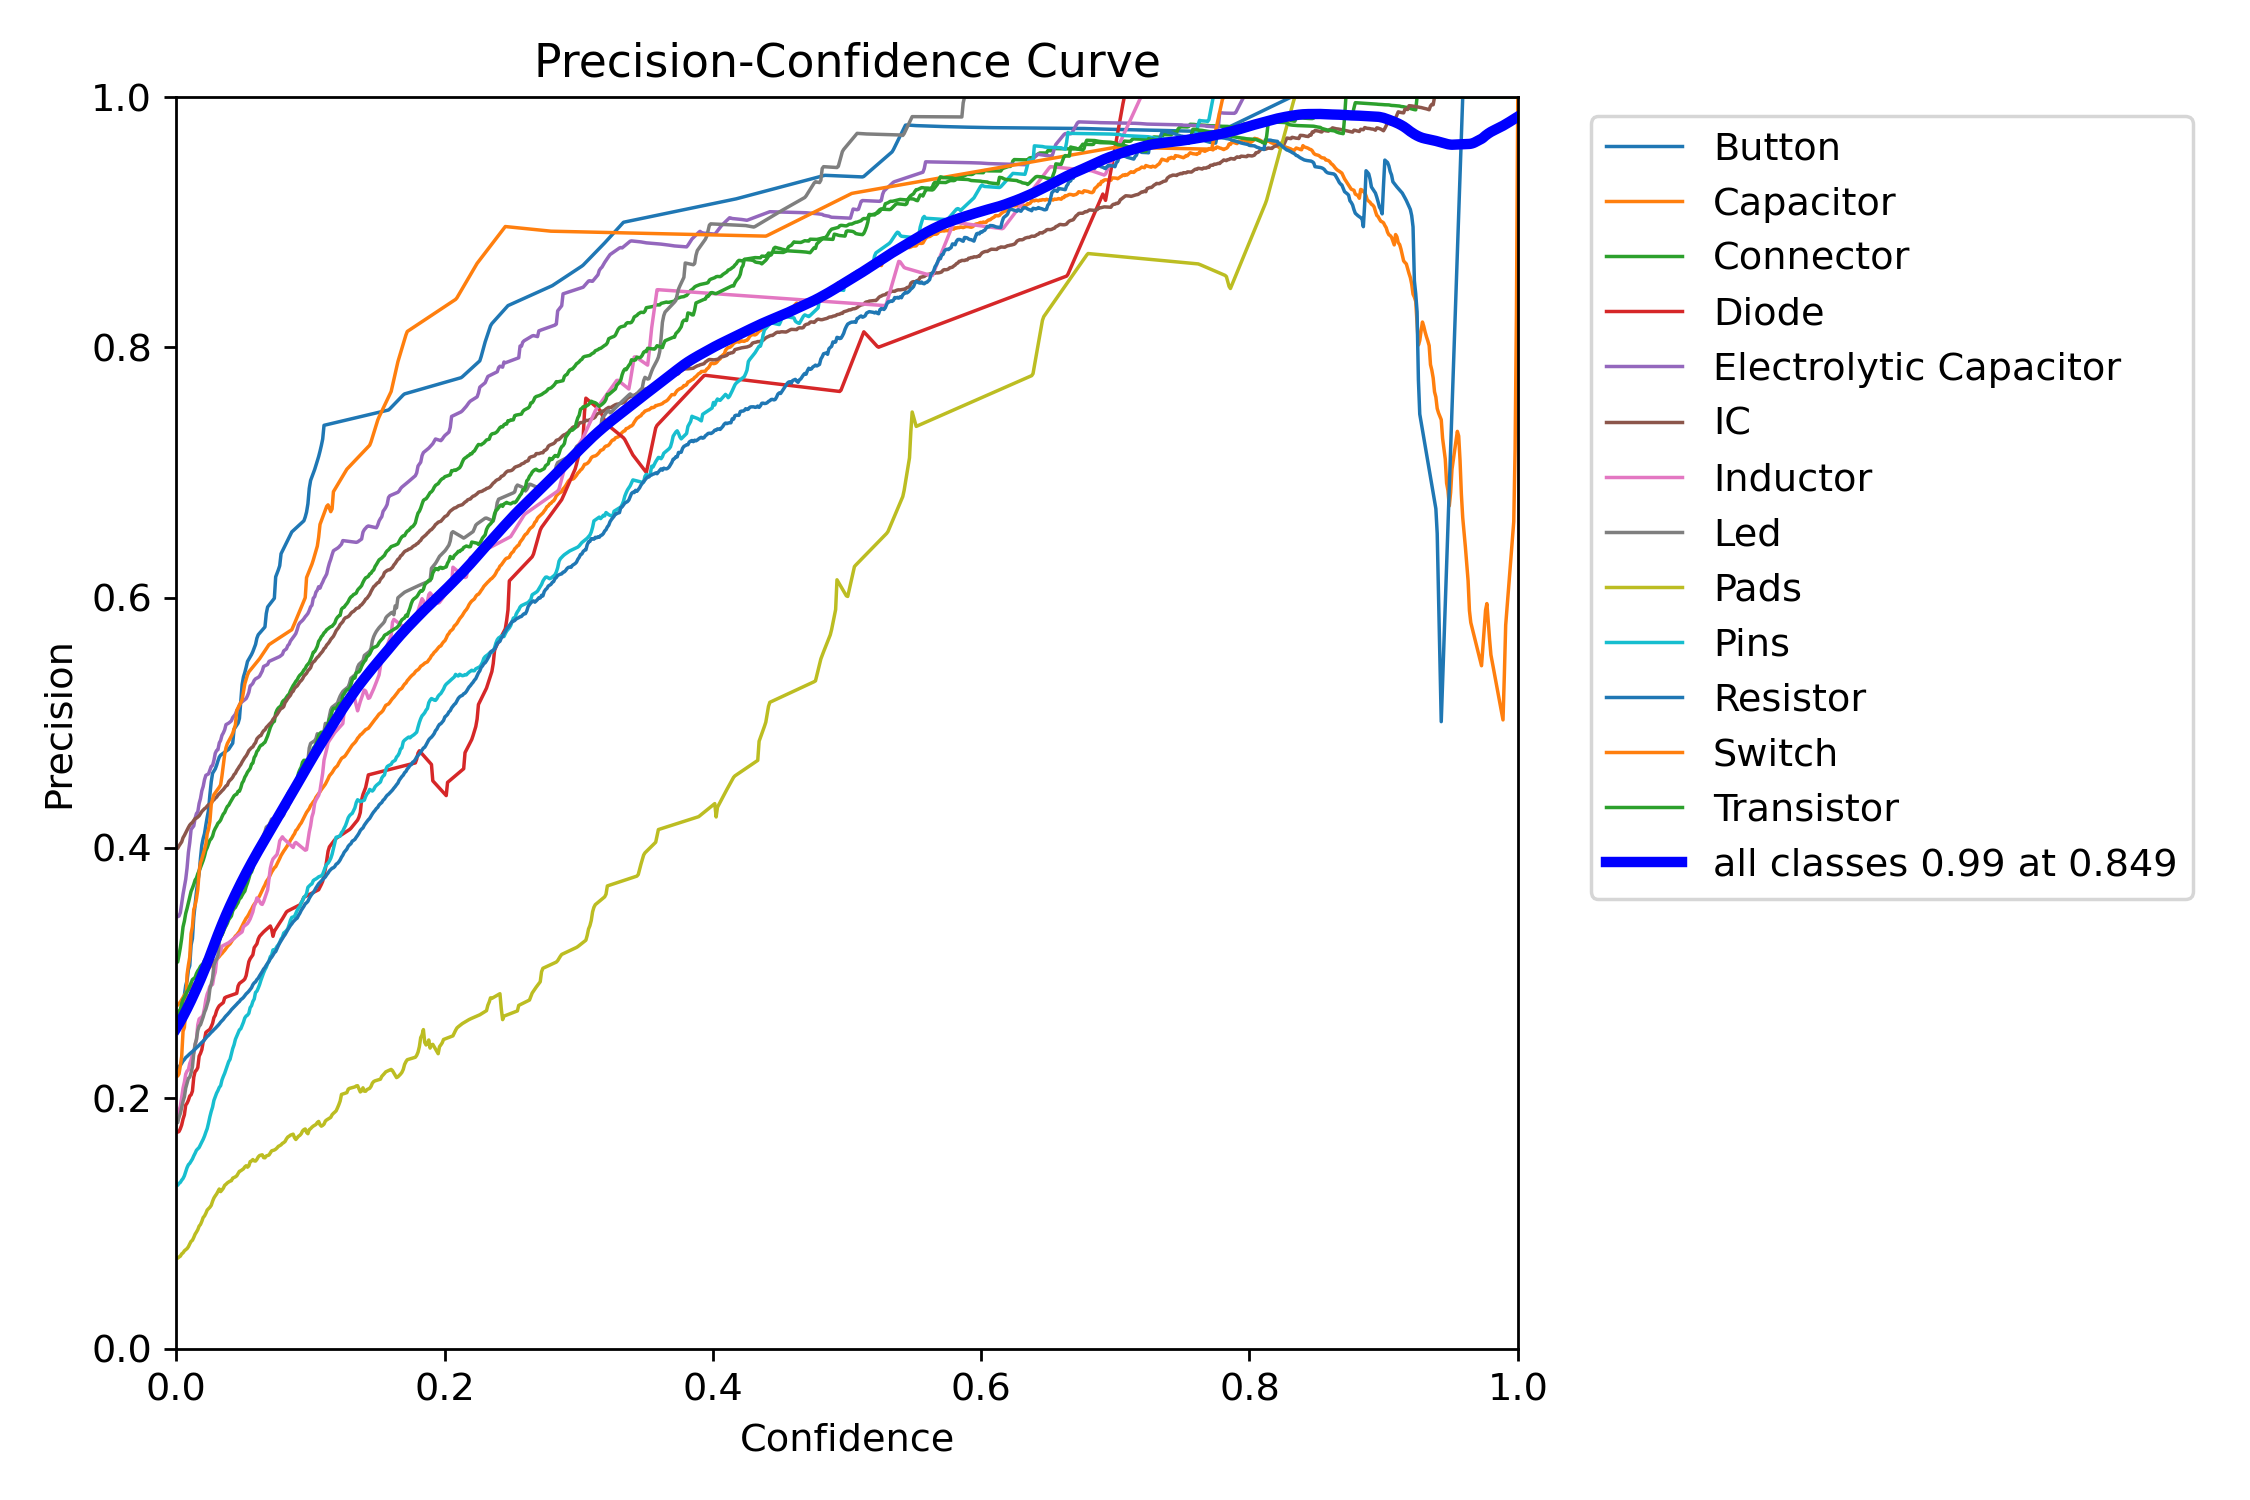 Precision-Confidence Curve
1.0
0.8
0.6
0.4
0.2
0.0
Precision
0.0 0.2 0.4 0.6 0.8 1.0
Confidence
Button
Capacitor
Connector
Diode
Electrolytic Capacitor
IC
Inductor
Led
Pads
Pins
Resistor
Switch
Transistor
all classes 0.99 at 0.849